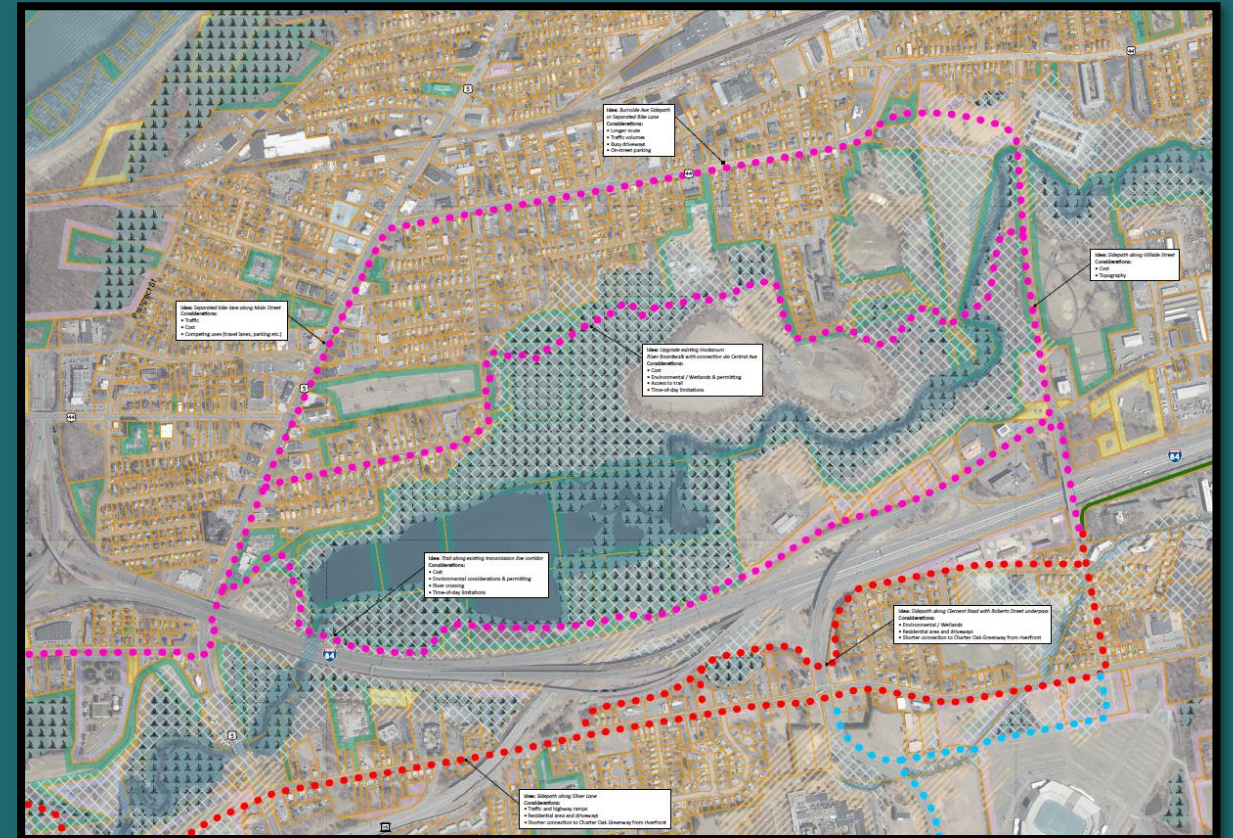 44
5
Idea: Burnside Ave Sidepath
or Separated Bike Lane
Considerations:
• Longer route
• Traffic volumes
• Busy driveways
• On-street parking
44
Idea: Sidepath along Hillside Street
Considerations:
• Cost
• Topography
Prospect St
Idea: Separated bike lane along Main Street
Considerations:
• Traffic
• Cost
• Competing uses (travel lanes, parking etc.)
Idea: Upgrade existing Hockanum
River Boardwalk with connection via Central Ave
Considerations:
• Cost
• Environmental / Wetlands & permitting
• Access to trail
• Time-of-day limitations
5
44
84
Idea: Trail along existing transmission line corridor
Considerations:
• Cost
• Environmental considerations & permitting
• River crossing
• Time-of-day limitations
Idea: Sidepath along Clement Road with Roberts Street underpass
Considerations:
• Environmental / Wetlands
• Residential area and driveways
• Shorter connection to Charter Oak Greenway from riverfront
84
5
Idea: Sidepath along Silver Lane
Considerations:
• Traffic and highway ramps
• Residential area and driveways
• Shorter connection to Charter Oak Greenway from riverfront